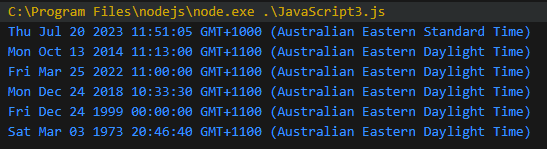 C:\Program Files\nodejs\node.exe .\JavaScript3.js
Thu Jul 20 2023 11:51:05 GMT+1000 (Australian Eastern Standard Time)
Mon Oct 13 2014 11:13:00 GMT+1100 (Australian Eastern Daylight Time)
Fri Mar 25 2022 11:00:00 GMT+1100 (Australian Eastern Daylight Time)
Mon Dec 24 2018 10:33:30 GMT+1100 (Australian Eastern Daylight Time)
Fri Dec 24 1999 00:00:00 GMT+1100 (Australian Eastern Daylight Time)
Sat Mar 03 1973 20:46:40 GMT+1100 (Australian Eastern Daylight Time)